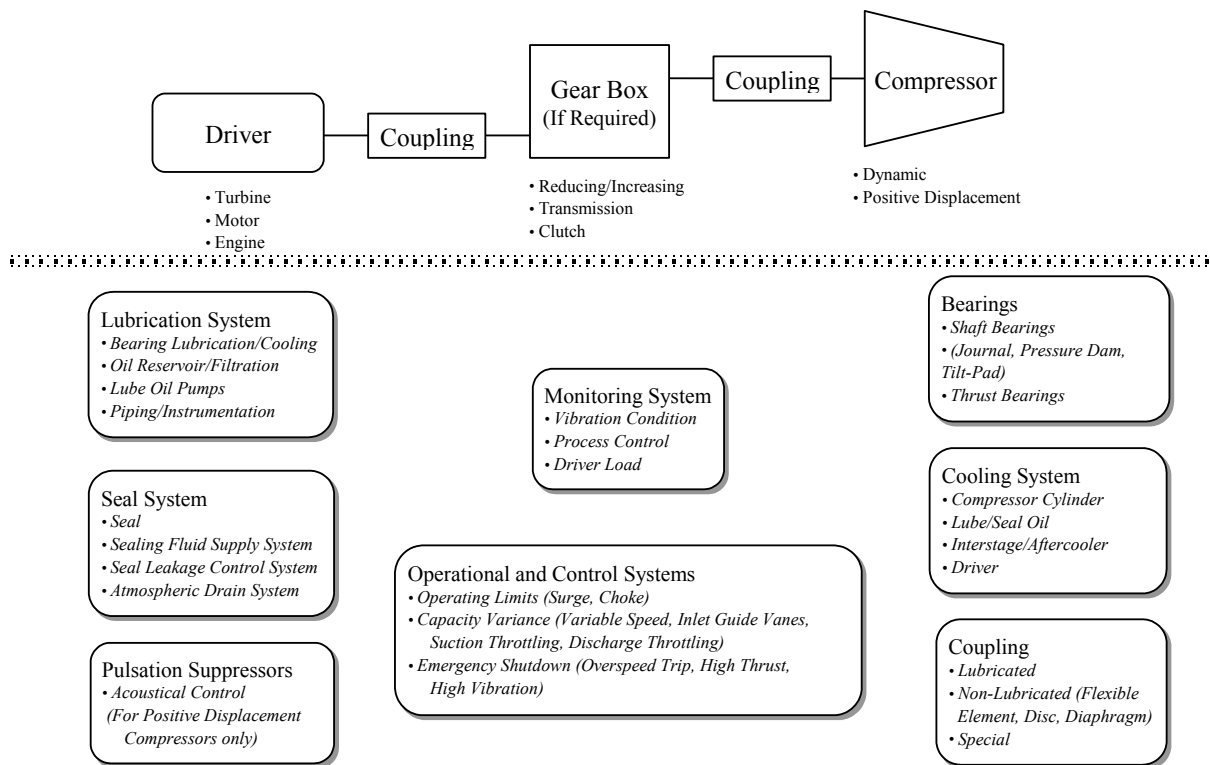 Driver
Coupling
Gear Box
(If Required)
Coupling
Compressor
• Turbine
• Motor
• Engine
• Reducing/Increasing
• Transmission
• Clutch
• Dynamic
• Positive Displacement
Lubrication System
• Bearing Lubrication/Cooling
• Oil Reservoir/Filtration
• Lube Oil Pumps
• Piping/Instrumentation
Seal System
• Seal
• Sealing Fluid Supply System
• Seal Leakage Control System
• Atmospheric Drain System
Pulsation Suppressors
• Acoustical Control
(For Positive Displacement
Compressors only)
Monitoring System
• Vibration Condition
• Process Control
• Driver Load
Operational and Control Systems
• Operating Limits (Surge, Choke)
• Capacity Variance (Variable Speed, Inlet Guide Vanes,
Suction Throttling, Discharge Throttling)
• Emergency Shutdown (Overspeed Trip, High Thrust,
High Vibration)
Bearings
• Shaft Bearings
• (Journal, Pressure Dam,
Tilt-Pad)
• Thrust Bearings
Cooling System
• Compressor Cylinder
• Lube/Seal Oil
• Interstage/Aftercooler
• Driver
Coupling
• Lubricated
• Non-Lubricated (Flexible
Element, Disc, Diaphragm)
• Special